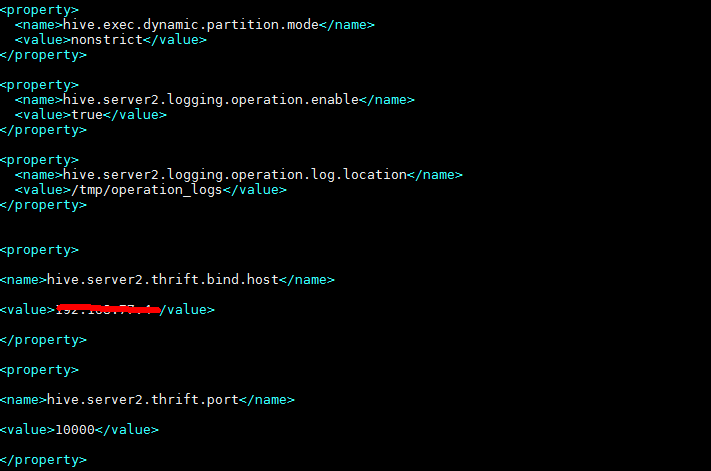 <property>
<name>hive.exec.dynamic.partition.mode</name>
<value>nonstrict</value>
</property>
<property>
<name>hive.server2.logging.operation.enable</name>
<value>true</value>
</property>
<property>
<name>hive.server2.logging.operation.log.location</name>
<value>/tmp/operation_logs</value>
</property>
<property>
<name>hive.server2.thrift.bind.host</name>
<value>/value>
</property>
<property>
<name>hive.server2.thrift.port</name>
<value>10000</value>
</property>